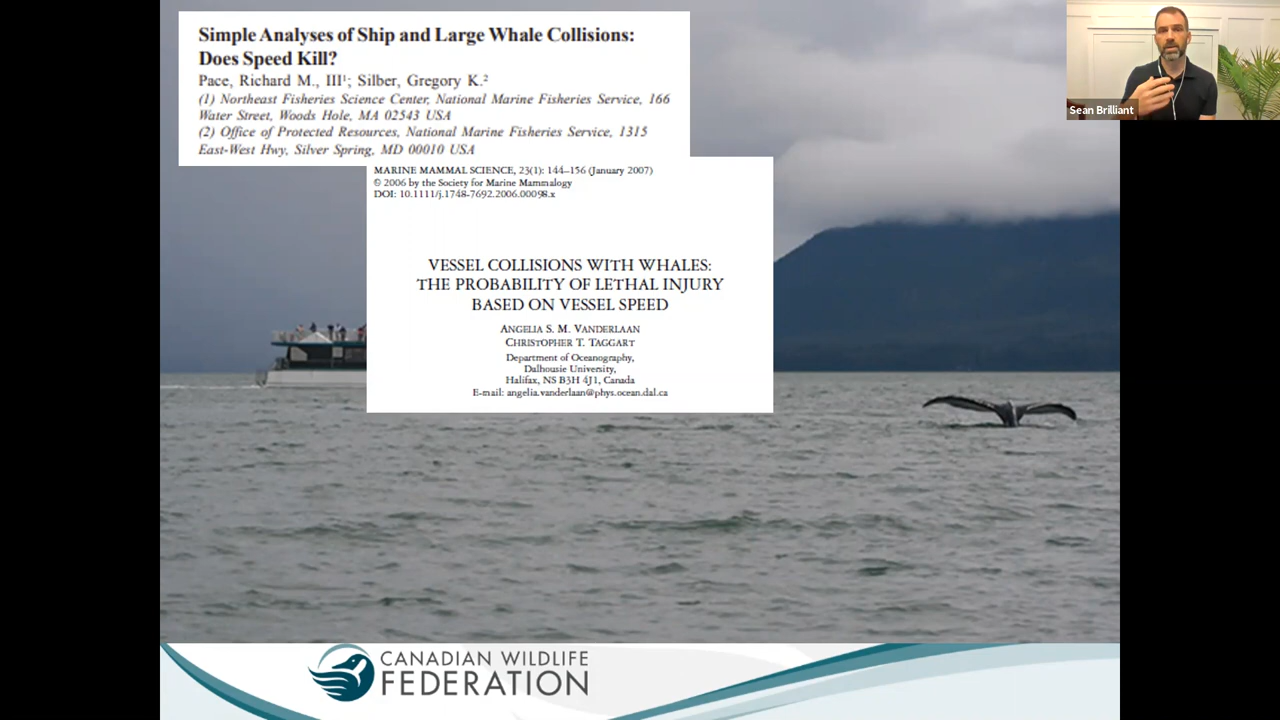 Simple Analyses of Ship and Large Whale Collisions:
Does Speed Kill?
Pace, Richard M., III¹; Silber, Gregory K.²
(1) Northeast Fisheries Science Center, National Marine Fisheries Service, 166
Water Street, Woods Hole, MA 02543 USA
(2) Office of Protected Resources, National Marine Fisheries Service, 1315
East-West Hwy, Silver Spring, MD 00010 USA
Sean Brilliant
MARINE MAMMAL SCIENCE, 23(1): 144–156 (January 2007)
© 2006 by the Society for Marine Mammalogy
DOI: 10.1111/j.1748-7692.2006.00098.x
VESSEL COLLISIONS WITH WHALES:
THE PROBABILITY OF LETHAL INJURY
BASED ON VESSEL SPEED
ANGELIA S. M. VANDERLAAN
CHRISTOPHER T. TAGGART
Department of Oceanography,
Dalhousie University,
Halifax, NS B3H 4J1, Canada
E-mail: angelia.vanderlaan@phys.ocean.dal.ca
CANADIAN WILDLIFE
FEDERATION